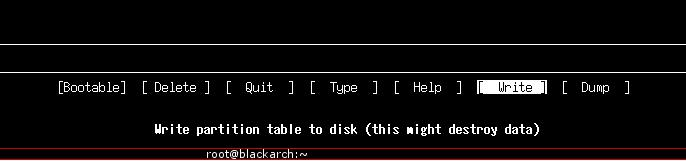 [Bootable] [ Delete ] [ Quit ] [ Type ] [ Help ] [ Write ] [ Dump ]
Write partition table to disk (this might destroy data)
root@blackarch:~